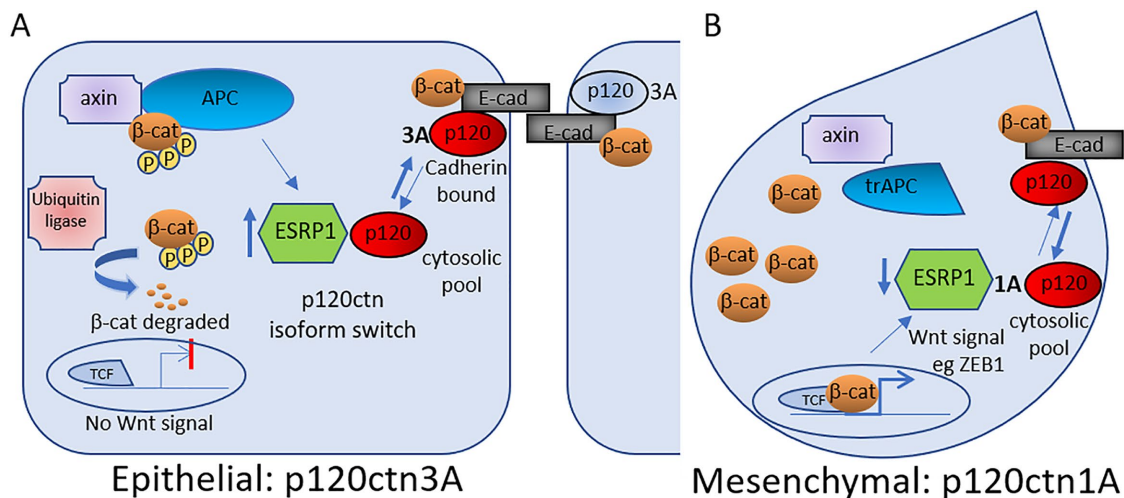 A
axin
APC
β-cat
P
P
P
Ubiquitin
ligase
β-cat
P
P
P
β-cat degraded
TCF
No Wnt signal
ESRP1
p120
cytosolic
pool
p120ctn
isoform switch
β-cat
E-cad
3A
p120
Cadherin
bound
p120
3A
E-cad
β-cat
Epithelial: p120ctn3A
B
axin
trAPC
β-cat
β-cat
β-cat
β-cat
β-cat
E-cad
p120
ESRP1
1A
p120
cytosolic
pool
Wnt signal
eg ZEB1
TCF
β-cat
Mesenchymal: p120ctn1A